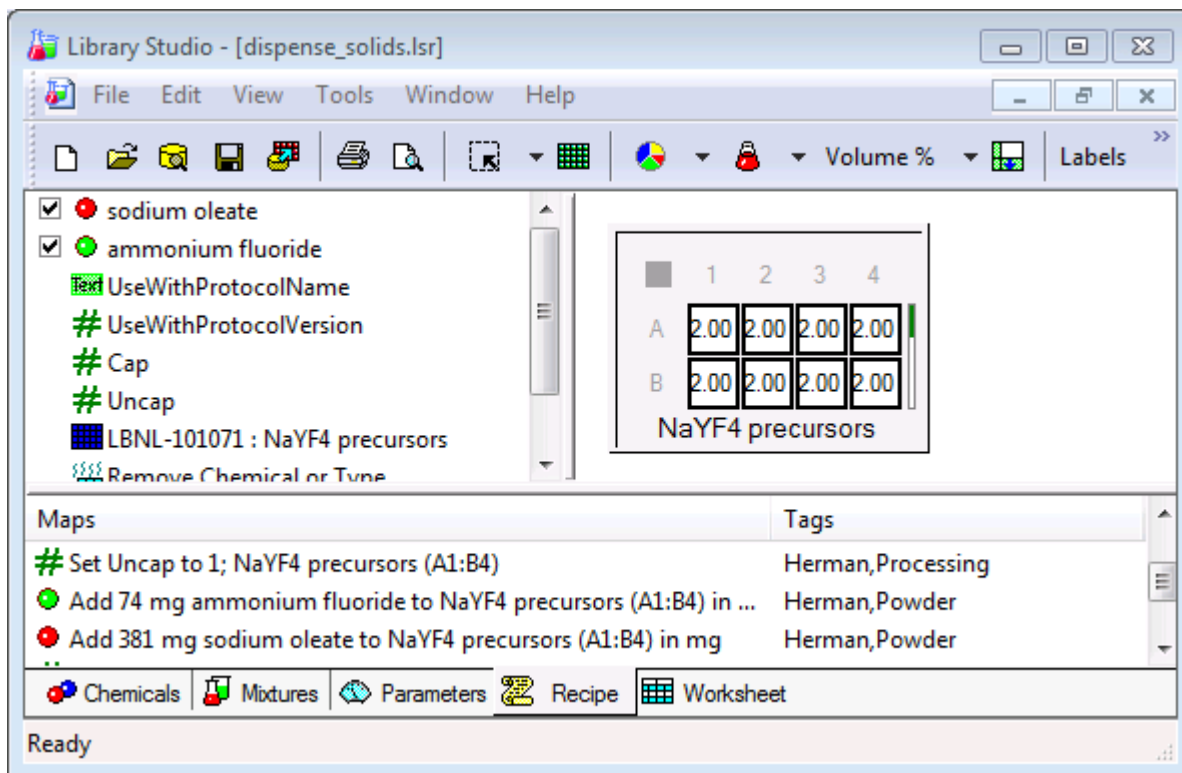 Library Studio - [dispense_solids.lsr]
File Edit View Tools Window Help
Volume % Labels
sodium oleate
ammonium fluoride
Text UseWithProtocolName
# UseWithProtocolVersion
# Cap
# Uncap
LBNL-101071 : NaYF4 precursors
Remove Chemical or Type
1 2 3 4
A 2.00 2.00 2.00 2.00
B 2.00 2.00 2.00 2.00
NaYF4 precursors
Maps Tags
# Set Uncap to 1; NaYF4 precursors (A1:B4) Herman,Processing
Add 74 mg ammonium fluoride to NaYF4 precursors (A1:B4) in ... Herman,Powder
Add 381 mg sodium oleate to NaYF4 precursors (A1:B4) in mg Herman,Powder
Chemicals Mixtures Parameters Recipe Worksheet
Ready